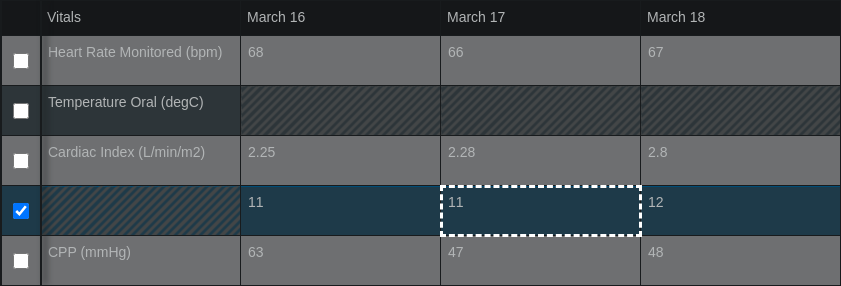 Vitals March 16 March 17 March 18
Heart Rate Monitored (bpm) 68 66 67
Temperature Oral (degC)
Cardiac Index (L/min/m2) 2.25 2.28 2.8
11 11 12
CPP (mmHg) 63 47 48